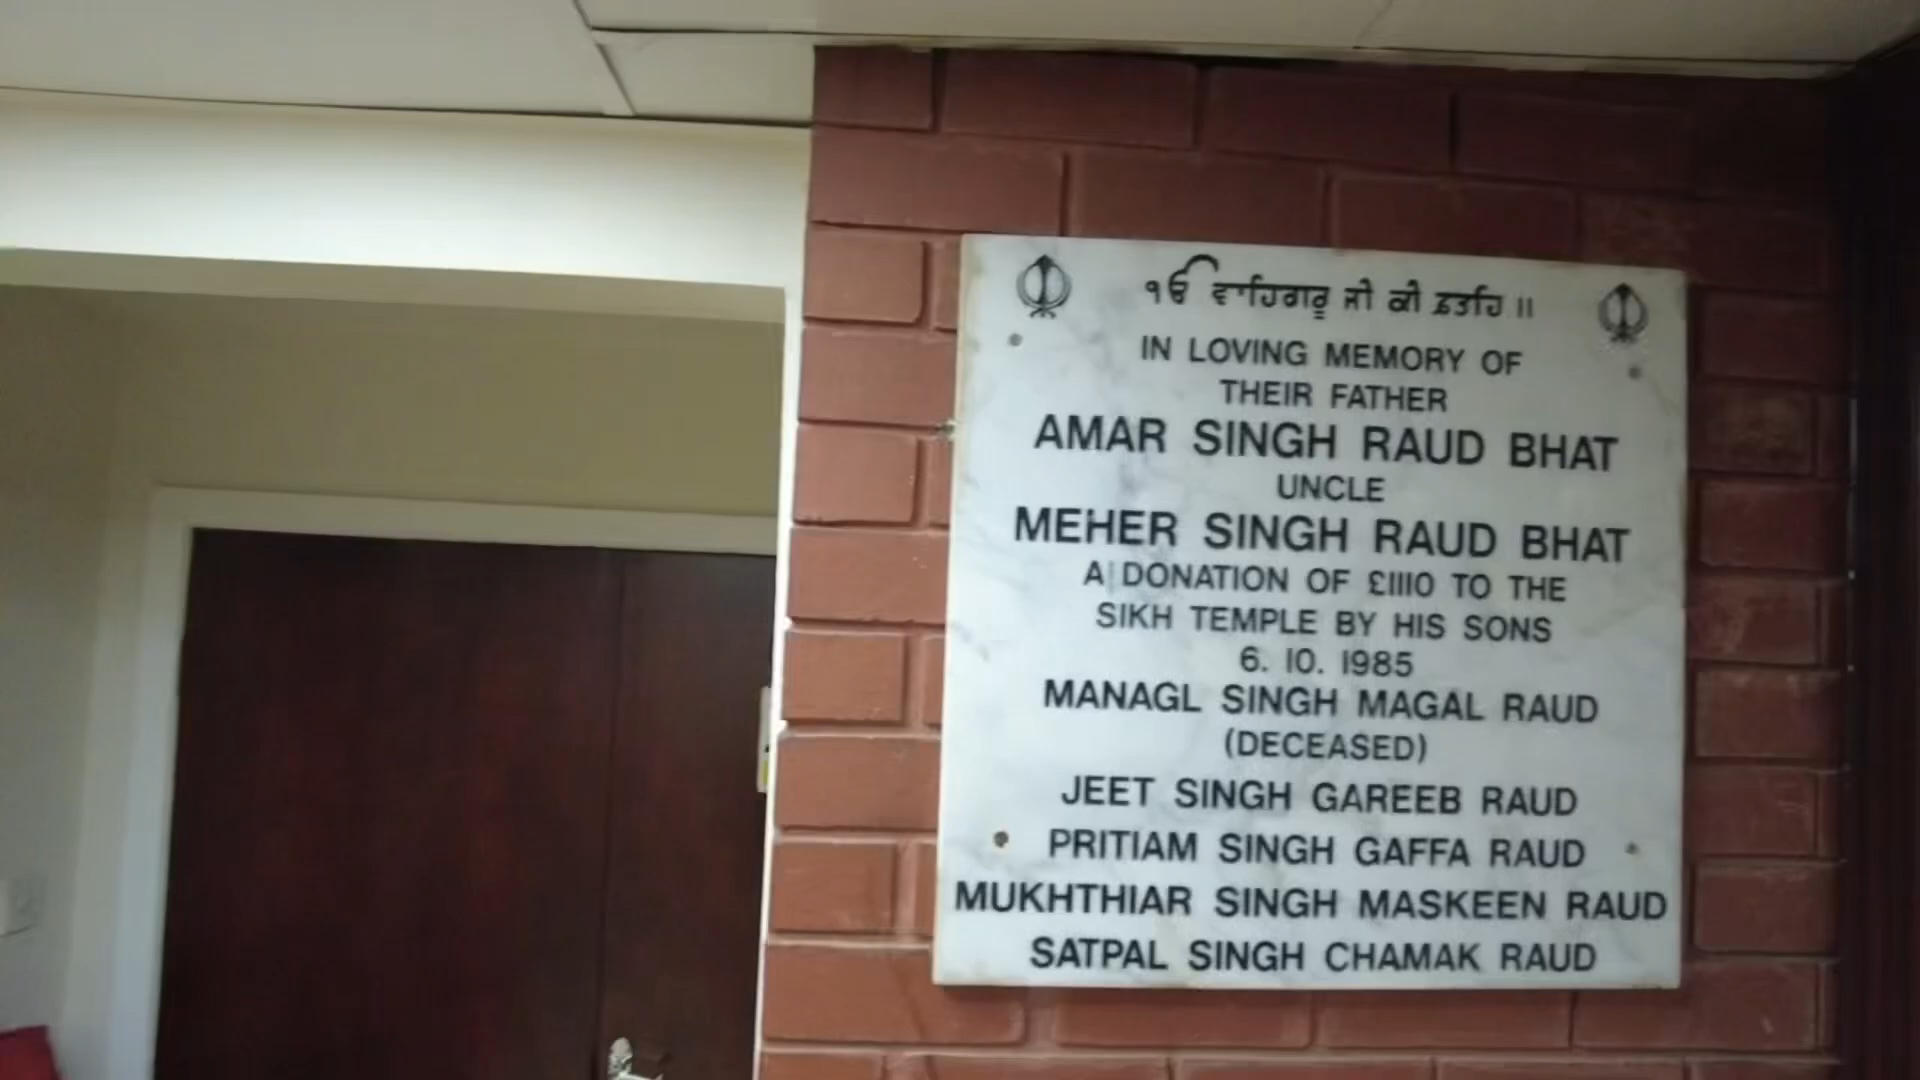 ੴ ਵਾਹਿਗਰੂ ਜੀ ਕੀ ਫ਼ਤਹਿ ॥
IN LOVING MEMORY OF
THEIR FATHER
AMAR SINGH RAUD BHAT
UNCLE
MEHER SINGH RAUD BHAT
A DONATION OF £1110 TO THE
SIKH TEMPLE BY HIS SONS
6. 10. 1985
MANAGL SINGH MAGAL RAUD
(DECEASED)
JEET SINGH GAREEB RAUD
PRITIAM SINGH GAFFA RAUD
MUKHTHIAR SINGH MASKEEN RAUD
SATPAL SINGH CHAMAK RAUD